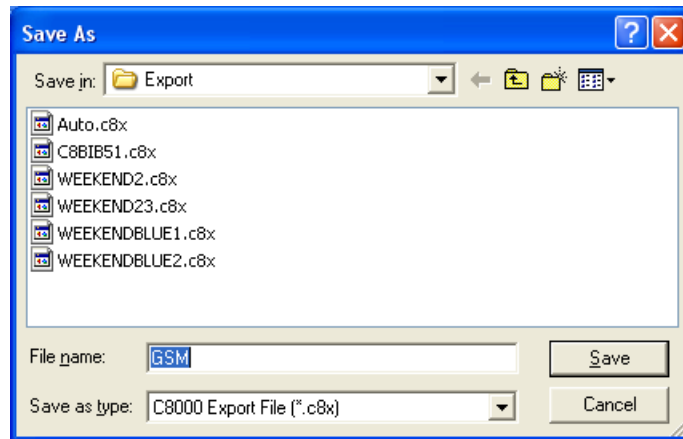 Save As
Save in: Export
Auto.c8x
C8BIB51.c8x
WEEKEND2.c8x
WEEKEND23.c8x
WEEKENDBLUE1.c8x
WEEKENDBLUE2.c8x
File name: GSM Save
Save as type: C8000 Export File (*.c8x) Cancel